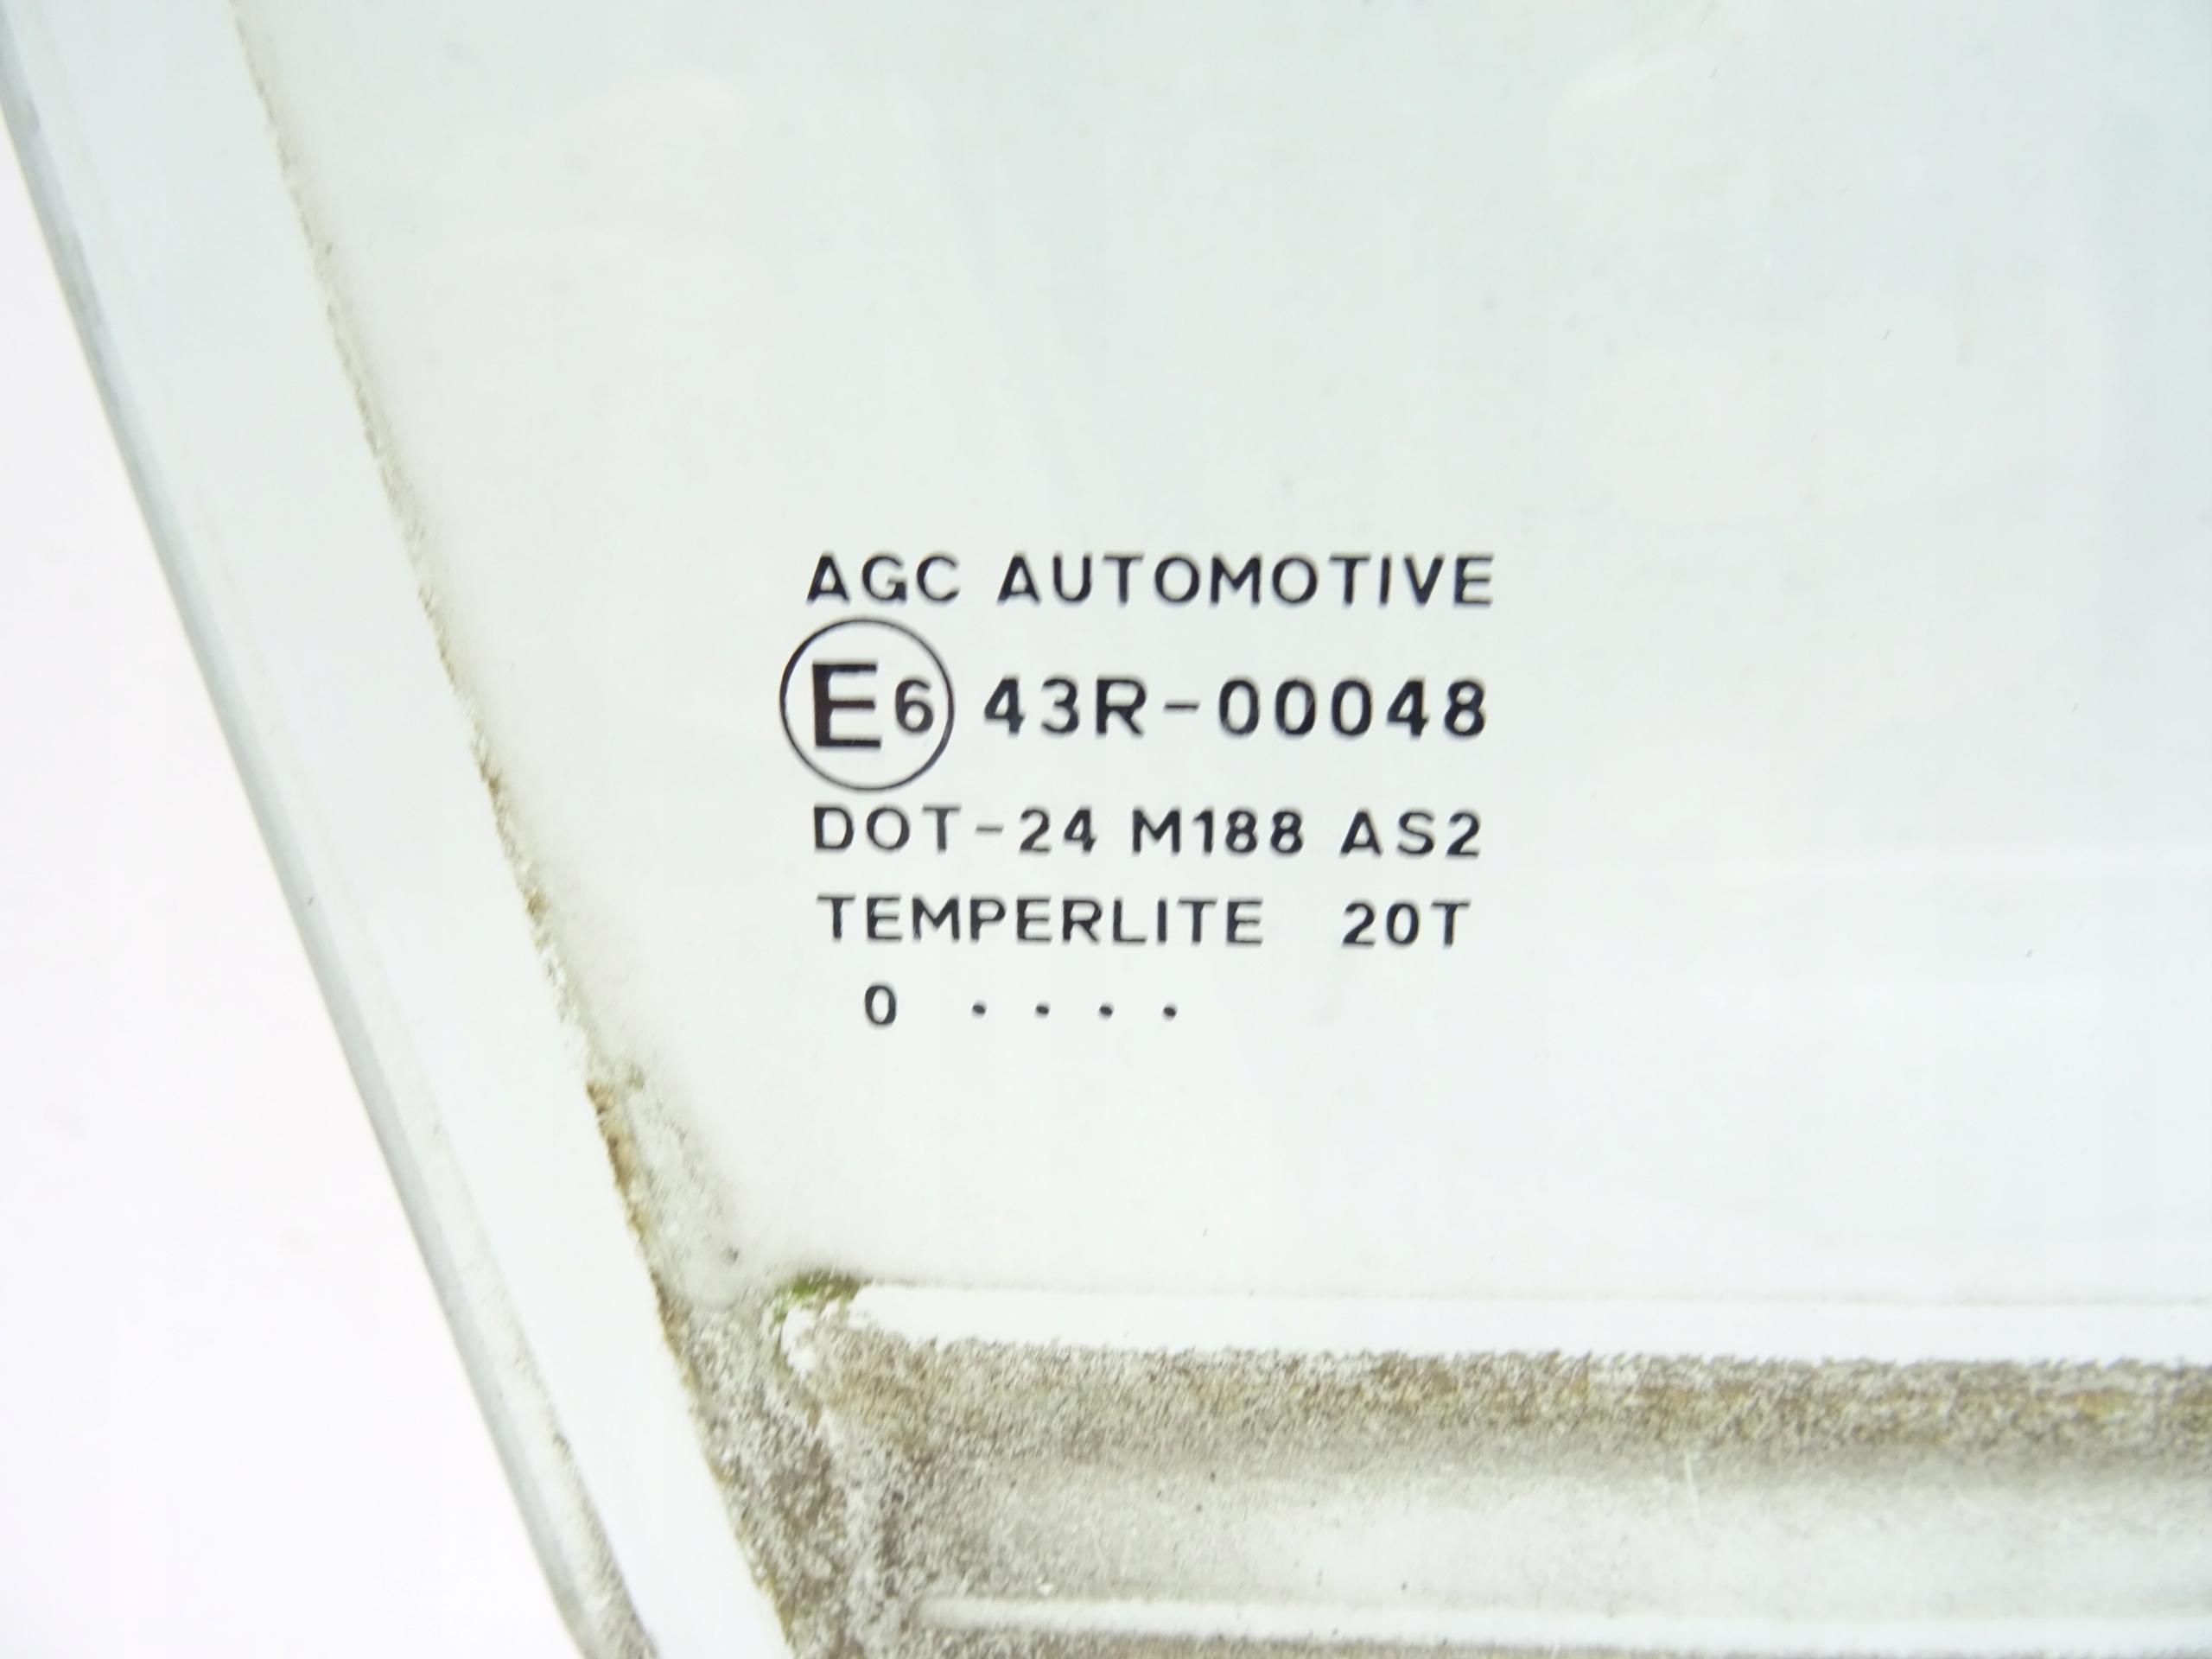 AGC AUTOMOTIVE
E6 43R-00048
DOT-24 M188 AS2
TEMPERLITE 20T
0 . . . .